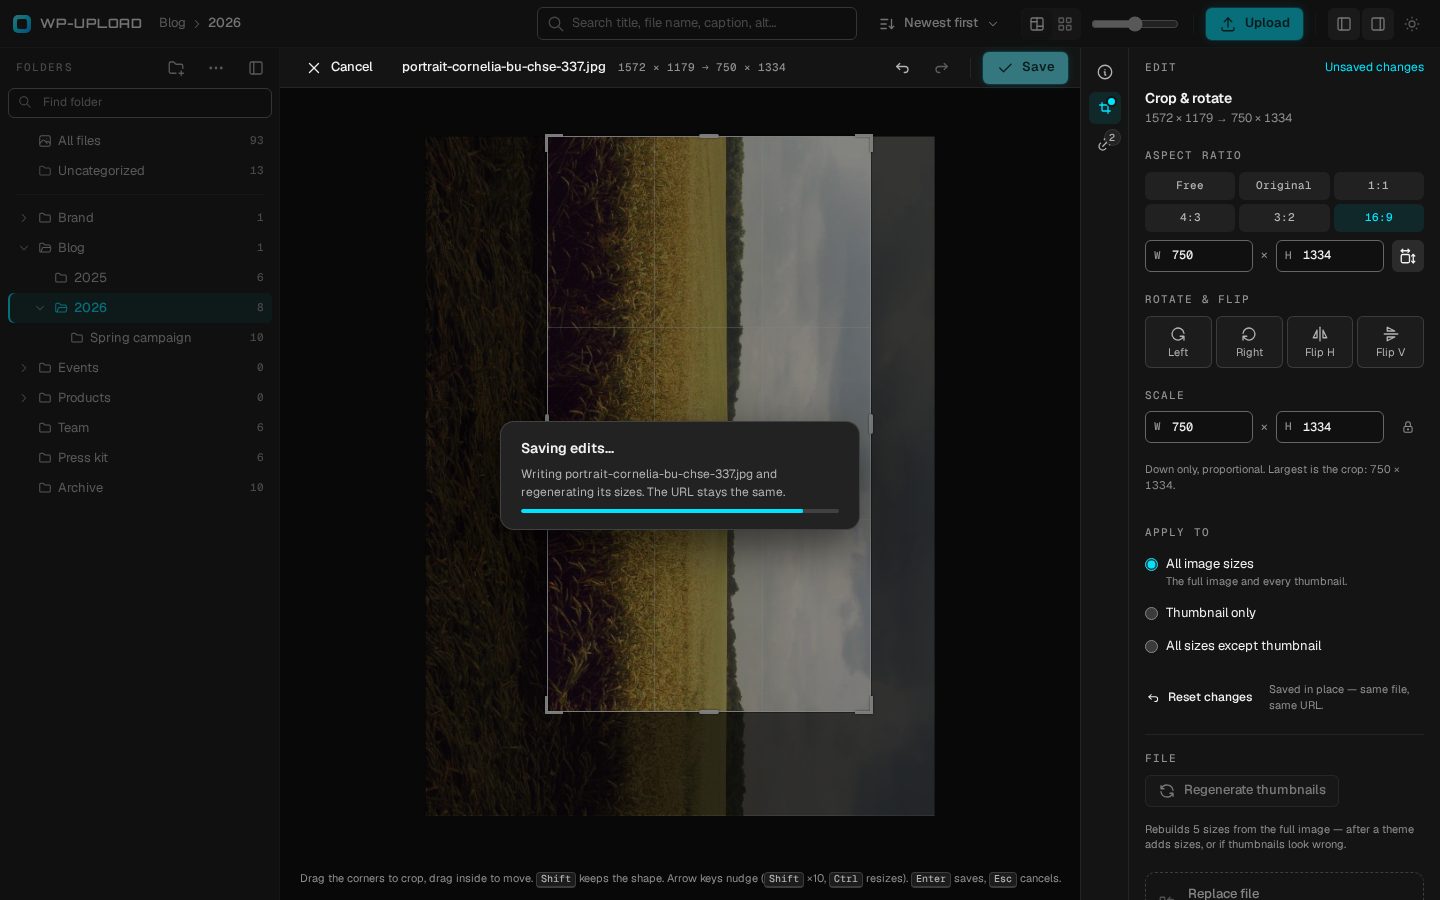 WP-UPLOAD
Blog > 2026
Search title, file name, caption, alt...
Newest first
Upload
FOLDERS
Find folder
All files 93
Uncategorized 13
Brand 1
Blog 1
2025 6
2026 8
Spring campaign 10
Events 0
Products 0
Team 6
Press kit 6
Archive 10
Cancel
portrait-cornelia-bu-chse-337.jpg 1572 × 1179 → 750 × 1334
Save
Saving edits...
Writing portrait-cornelia-bu-chse-337.jpg and
regenerating its sizes. The URL stays the same.
Drag the corners to crop, drag inside to move. Shift keeps the shape. Arrow keys nudge (Shift ×10, Ctrl resizes). Enter saves, Esc cancels.
2
EDIT Unsaved changes
Crop & rotate
1572 × 1179 → 750 × 1334
ASPECT RATIO
Free Original 1:1
4:3 3:2 16:9
W 750 × H 1334
ROTATE & FLIP
Left Right Flip H Flip V
SCALE
W 750 × H 1334
Down only, proportional. Largest is the crop: 750 ×
1334.
APPLY TO
All image sizes
The full image and every thumbnail.
Thumbnail only
All sizes except thumbnail
Reset changes
Saved in place — same file,
same URL.
FILE
Regenerate thumbnails
Rebuilds 5 sizes from the full image — after a theme
adds sizes, or if thumbnails look wrong.
Replace file